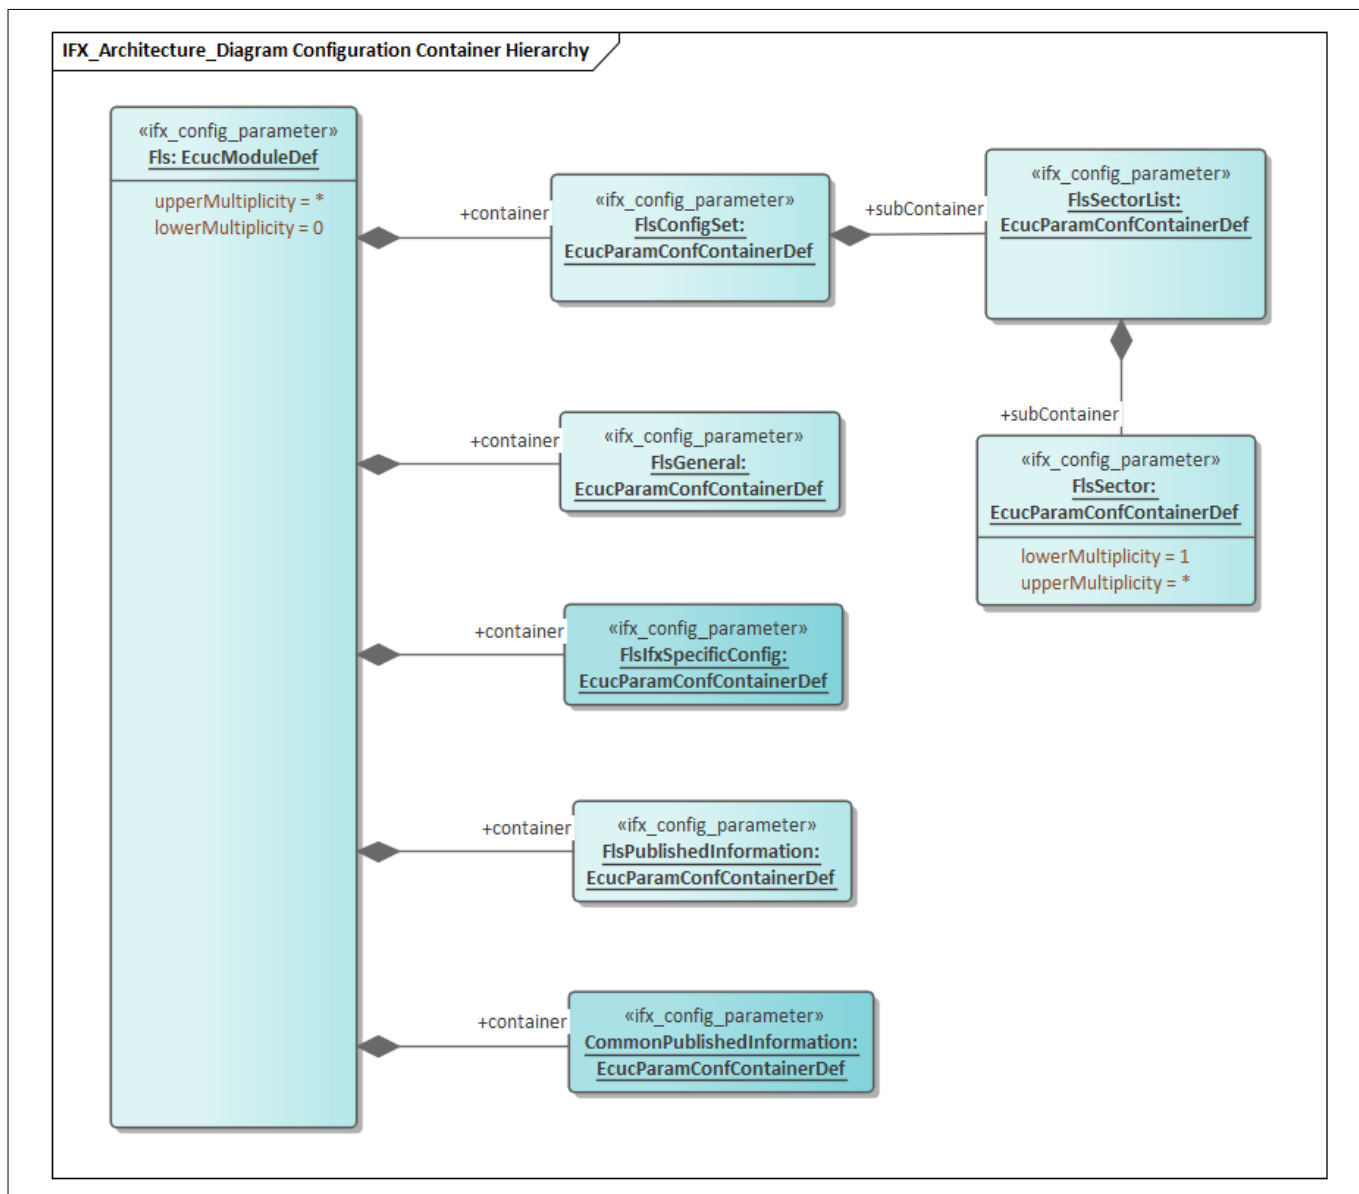 IFX_Architecture_Diagram Configuration Container Hierarchy
«ifx_config_parameter»
Fls: EcucModuleDef
upperMultiplicity = *
lowerMultiplicity = 0
+container
«ifx_config_parameter»
FlsConfigSet:
EcucParamConfContainerDef
+subContainer
«ifx_config_parameter»
FlsSectorList:
EcucParamConfContainerDef
+subContainer
«ifx_config_parameter»
FlsSector:
EcucParamConfContainerDef
lowerMultiplicity = 1
upperMultiplicity = *
+container
«ifx_config_parameter»
FlsGeneral:
EcucParamConfContainerDef
+container
«ifx_config_parameter»
FlsIfxSpecificConfig:
EcucParamConfContainerDef
+container
«ifx_config_parameter»
FlsPublishedInformation:
EcucParamConfContainerDef
+container
«ifx_config_parameter»
CommonPublishedInformation:
EcucParamConfContainerDef